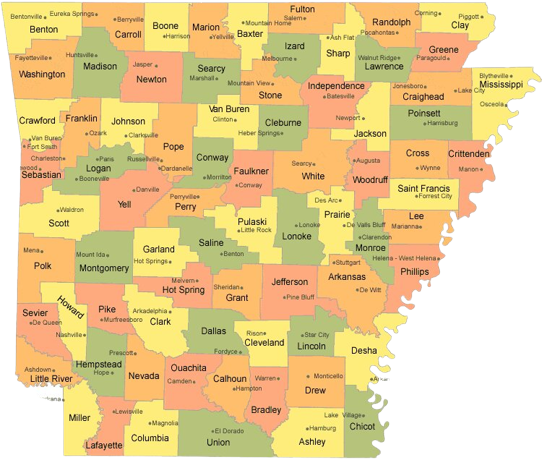 Bentonville
Eureka Springs
Benton
Berryville
Carroll
Boone
Harrison
Marion
Yellville
Mountain Home
Baxter
Fulton
Salem
Randolph
Pocahontas
Corning
Piggott
Clay
Huntsville
Madison
Fayetteville
Washington
Jasper
Newton
Searcy
Marshall
Mountain View
Stone
Izard
Melbourne
Ash Flat
Sharp
Walnut Ridge
Lawrence
Greene
Paragould
Independence
Batesville
Jonesboro
Craighead
Lake City
Blytheville
Mississippi
Osceola
Crawford
Van Buren
Fort Smith
Franklin
Ozark
Johnson
Clarksville
Pope
Russellville
Dardanelle
Van Buren
Clinton
Cleburne
Heber Springs
Newport
Jackson
Poinsett
Harrisburg
Charleston
Sebastian
Paris
Logan
Booneville
Conway
Morrilton
Faulkner
Conway
Searcy
White
Augusta
Woodruff
Cross
Wynne
Crittenden
Marion
Waldron
Scott
Danville
Yell
Perryville
Perry
Pulaski
Little Rock
Des Arc
Prairie
De Valls Bluff
Saint Francis
Forrest City
Lee
Marianna
Mena
Polk
Mount Ida
Montgomery
Garland
Hot Springs
Saline
Benton
Lonoke
Lonoke
Clarendon
Monroe
Helena - West Helena
Phillips
Malvern
Hot Spring
Sheridan
Grant
Jefferson
Pine Bluff
Stuttgart
Arkansas
De Witt
Howard
Sevier
De Queen
Nashville
Pike
Murfreesboro
Arkadelphia
Clark
Dallas
Fordyce
Rison
Cleveland
Star City
Lincoln
Desha
Ashdown
Little River
Hempstead
Hope
Prescott
Nevada
Ouachita
Camden
Calhoun
Hampton
Warren
Bradley
Monticello
Drew
Miller
Lewisville
Lafayette
Magnolia
Columbia
El Dorado
Union
Hamburg
Ashley
Lake Village
Chicot